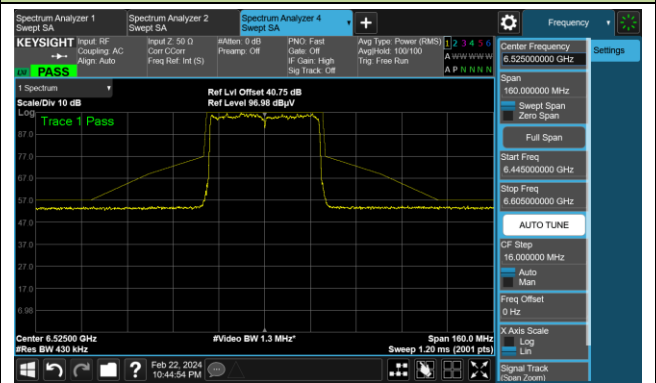 Spectrum Analyzer 1
Swept SA
Spectrum Analyzer 2
Swept SA
Spectrum Analyzer 4
Swept SA
Frequency
KEYSIGHT
Input: RF
Coupling: AC
Align: Auto
Input Z: 50 Ω
Corr CCorr
Freq Ref: Int (S)
#Atten: 0 dB
Preamp: Off
PNO: Fast
Gate: Off
IF Gain: High
Sig Track: Off
Avg Type: Power (RMS)
Avg|Hold: 100/100
Trig: Free Run
1 2 3 4 5 6
A W W W W W
A P N N N N
PASS
1 Spectrum
Scale/Div 10 dB
Ref Lvl Offset 40.75 dB
Ref Level 96.98 dBµV
Log
Trace 1 Pass
87.0
77.0
67.0
57.0
47.0
37.0
27.0
17.0
6.98
Center 6.52500 GHz
#Res BW 430 kHz
#Video BW 1.3 MHz*
Span 160.0 MHz
Sweep 1.20 ms (2001 pts)
Center Frequency
6.525000000 GHz
Settings
Span
160.000000 MHz
Swept Span
Zero Span
Full Span
Start Freq
6.445000000 GHz
Stop Freq
6.605000000 GHz
AUTO TUNE
CF Step
16.000000 MHz
Auto
Man
Freq Offset
0 Hz
X Axis Scale
Log
Lin
Signal Track
(Span Zoom)
Feb 22, 2024
10:44:54 PM